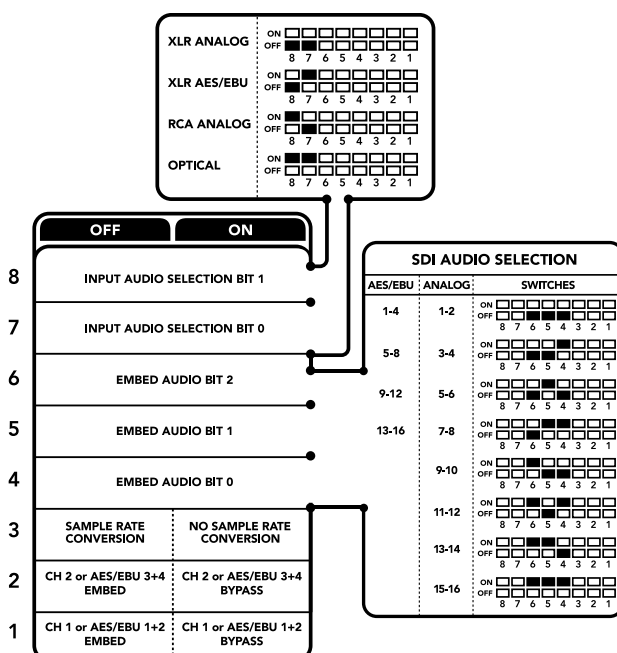 XLR ANALOG
ON
OFF
8 7 6 5 4 3 2 1
XLR AES/EBU
ON
OFF
8 7 6 5 4 3 2 1
RCA ANALOG
ON
OFF
8 7 6 5 4 3 2 1
OPTICAL
ON
OFF
8 7 6 5 4 3 2 1
OFF ON
8 INPUT AUDIO SELECTION BIT 1
7 INPUT AUDIO SELECTION BIT 0
6 EMBED AUDIO BIT 2
5 EMBED AUDIO BIT 1
4 EMBED AUDIO BIT 0
3
SAMPLE RATE
CONVERSION
NO SAMPLE RATE
CONVERSION
2
CH 2 or AES/EBU 3+4
EMBED
CH 2 or AES/EBU 3+4
BYPASS
1
CH 1 or AES/EBU 1+2
EMBED
CH 1 or AES/EBU 1+2
BYPASS
SDI AUDIO SELECTION
AES/EBU ANALOG SWITCHES
1-4 1-2
ON
OFF
8 7 6 5 4 3 2 1
5-8 3-4
ON
OFF
8 7 6 5 4 3 2 1
9-12 5-6
ON
OFF
8 7 6 5 4 3 2 1
13-16 7-8
ON
OFF
8 7 6 5 4 3 2 1
9-10
ON
OFF
8 7 6 5 4 3 2 1
11-12
ON
OFF
8 7 6 5 4 3 2 1
13-14
ON
OFF
8 7 6 5 4 3 2 1
15-16
ON
OFF
8 7 6 5 4 3 2 1